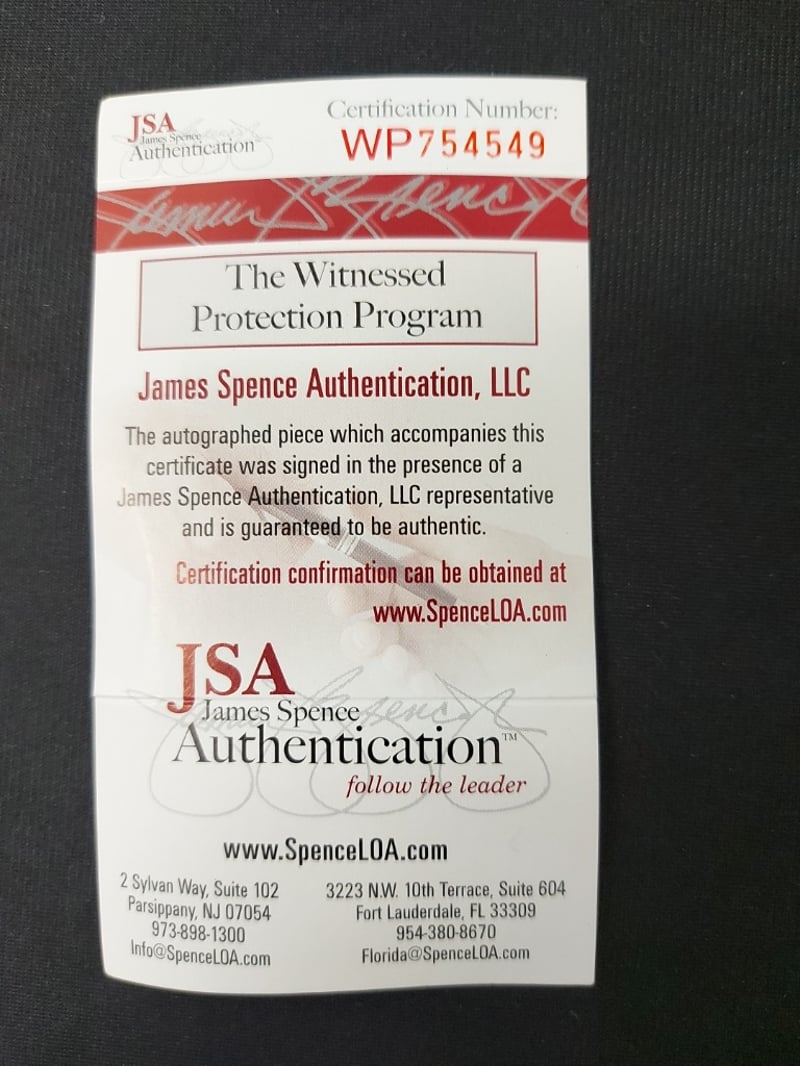 JSA
James Spence
Authentication
Certification Number:
WP754549
James Spence
The Witnessed
Protection Program
James Spence Authentication, LLC
The autographed piece which accompanies this
certificate was signed in the presence of a
James Spence Authentication, LLC representative
and is guaranteed to be authentic.
Certification confirmation can be obtained at
www.SpenceLOA.com
JSA
James Spence
Authentication™
follow the leader
www.SpenceLOA.com
2 Sylvan Way, Suite 102
Parsippany, NJ 07054
973-898-1300
Info@SpenceLOA.com
3223 N.W. 10th Terrace, Suite 604
Fort Lauderdale, FL 33309
954-380-8670
Florida@SpenceLOA.com